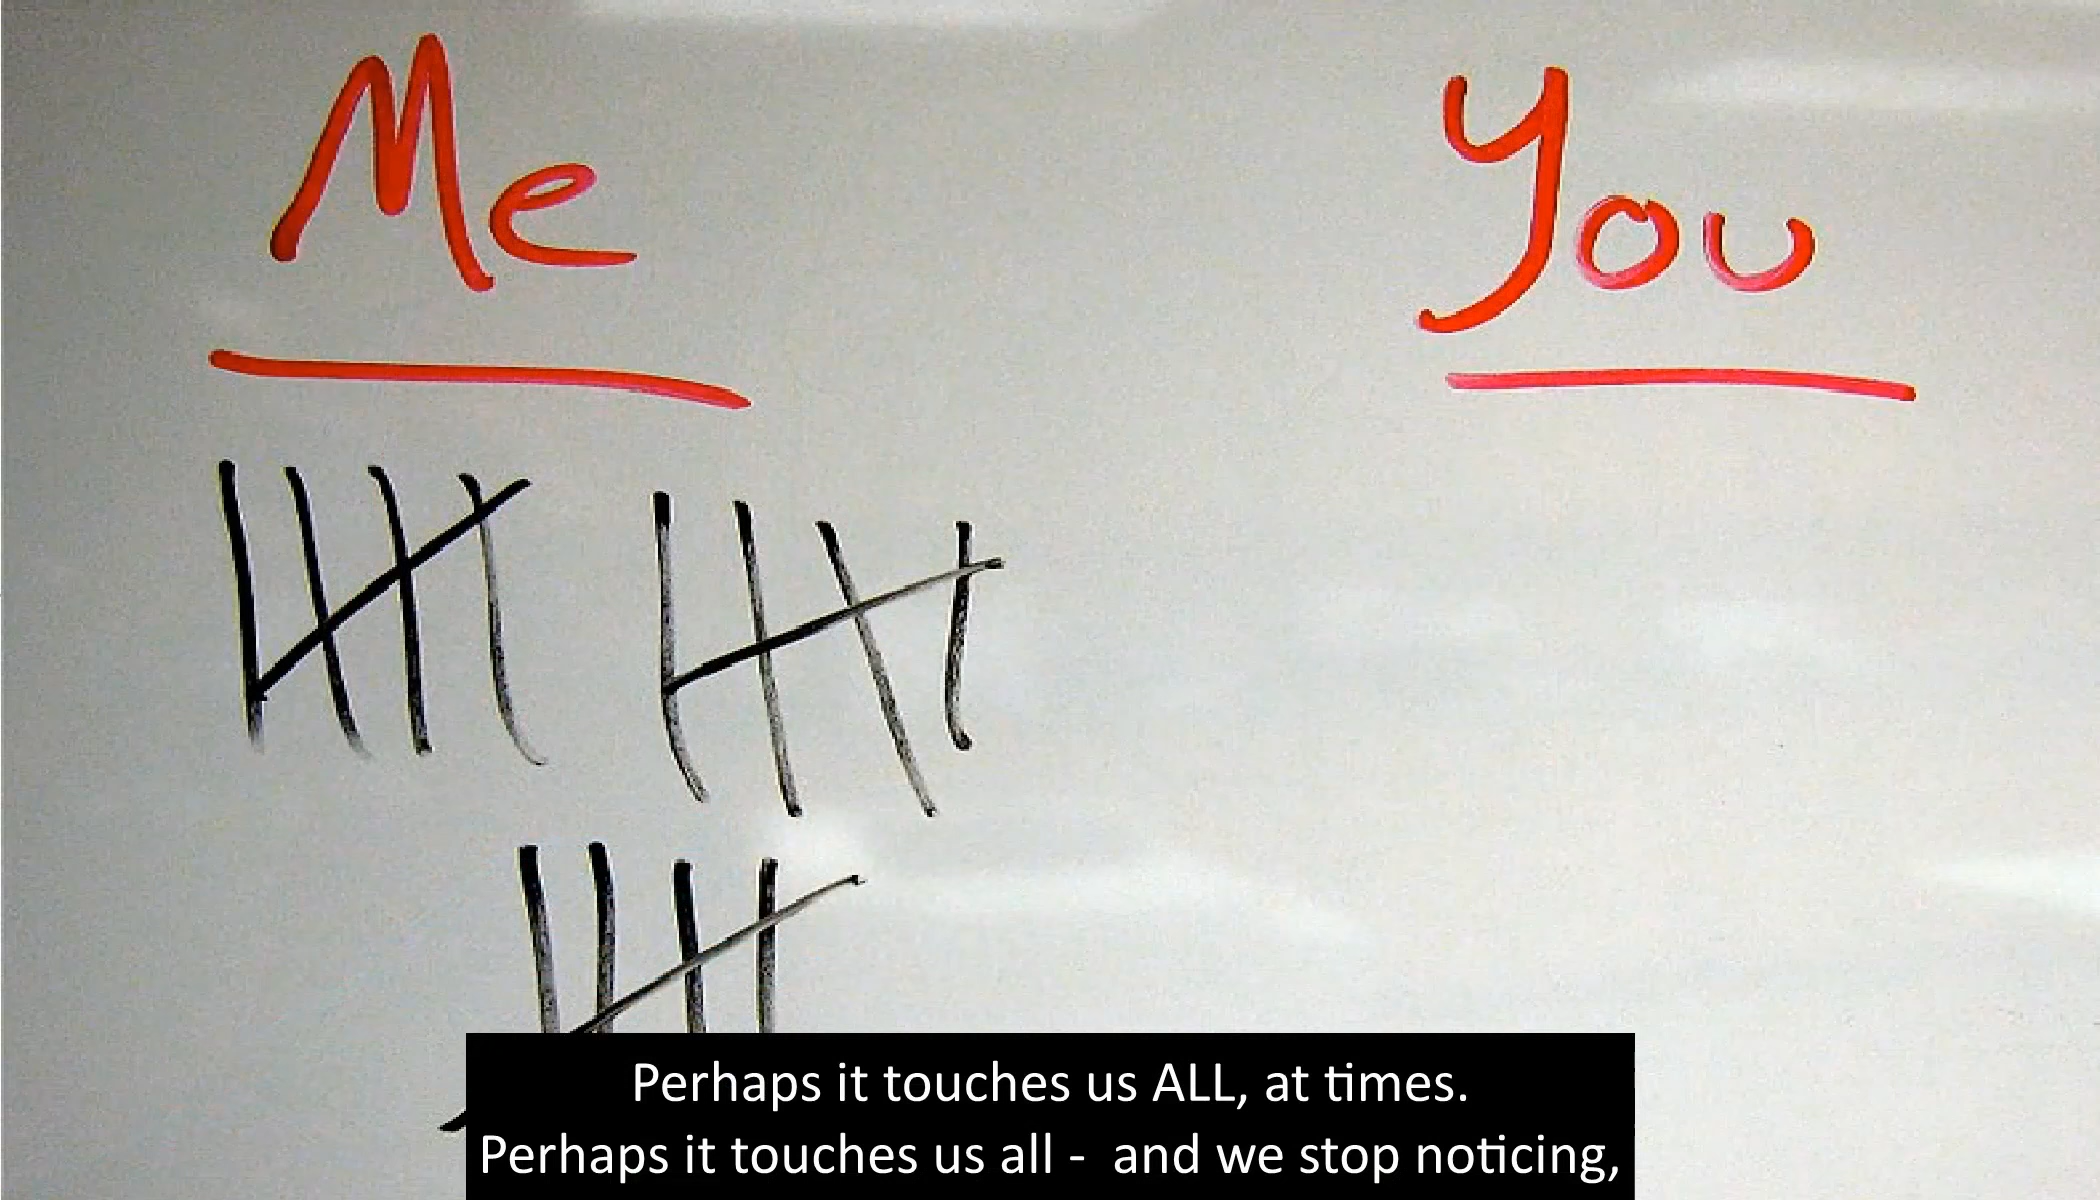 Me You
Perhaps it touches us ALL, at times.
Perhaps it touches us all -  and we stop noticing,